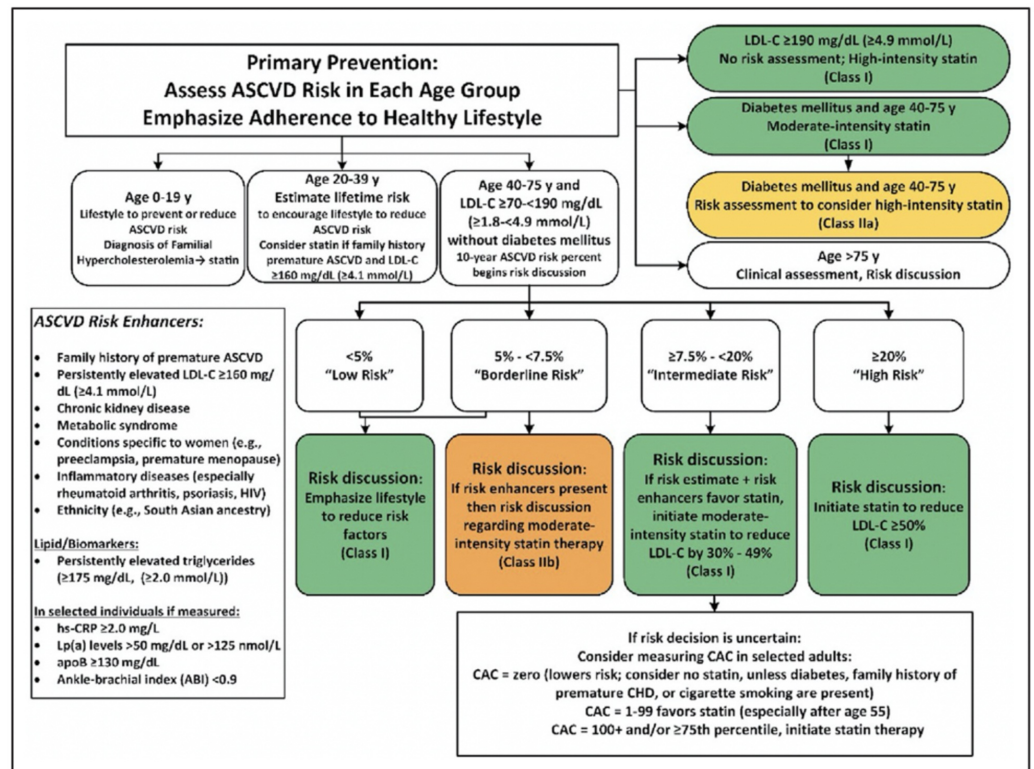 Primary Prevention:
Assess ASCVD Risk in Each Age Group
Emphasize Adherence to Healthy Lifestyle
LDL-C ≥190 mg/dL (≥4.9 mmol/L)
No risk assessment; High-intensity statin
(Class I)
Diabetes mellitus and age 40-75 y
Moderate-intensity statin
(Class I)
Diabetes mellitus and age 40-75 y
Risk assessment to consider high-intensity statin
(Class IIa)
Age >75 y
Clinical assessment, Risk discussion
Age 0-19 y
Lifestyle to prevent or reduce
ASCVD risk
Diagnosis of Familial
Hypercholesterolemia→ statin
Age 20-39 y
Estimate lifetime risk
to encourage lifestyle to reduce
ASCVD risk
Consider statin if family history
premature ASCVD and LDL-C
≥160 mg/dL (≥4.1 mmol/L)
Age 40-75 y and
LDL-C ≥70-<190 mg/dL
(≥1.8-<4.9 mmol/L)
without diabetes mellitus
10-year ASCVD risk percent
begins risk discussion
ASCVD Risk Enhancers:
• Family history of premature ASCVD
• Persistently elevated LDL-C ≥160 mg/
dL (≥4.1 mmol/L)
• Chronic kidney disease
• Metabolic syndrome
• Conditions specific to women (e.g.,
preeclampsia, premature menopause)
• Inflammatory diseases (especially
rheumatoid arthritis, psoriasis, HIV)
• Ethnicity (e.g., South Asian ancestry)
Lipid/Biomarkers:
• Persistently elevated triglycerides
(≥175 mg/dL, (≥2.0 mmol/L))
In selected individuals if measured:
• hs-CRP ≥2.0 mg/L
• Lp(a) levels >50 mg/dL or >125 nmol/L
• apoB ≥130 mg/dL
• Ankle-brachial index (ABI) <0.9
<5%
"Low Risk"
5% - <7.5%
"Borderline Risk"
≥7.5% - <20%
"Intermediate Risk"
≥20%
"High Risk"
Risk discussion:
Emphasize lifestyle
to reduce risk
factors
(Class I)
Risk discussion:
If risk enhancers present
then risk discussion
regarding moderate-
intensity statin therapy
(Class IIb)
Risk discussion:
If risk estimate + risk
enhancers favor statin,
initiate moderate-
intensity statin to reduce
LDL-C by 30% - 49%
(Class I)
Risk discussion:
Initiate statin to reduce
LDL-C ≥50%
(Class I)
If risk decision is uncertain:
Consider measuring CAC in selected adults:
CAC = zero (lowers risk; consider no statin, unless diabetes, family history of
premature CHD, or cigarette smoking are present)
CAC = 1-99 favors statin (especially after age 55)
CAC = 100+ and/or ≥75th percentile, initiate statin therapy